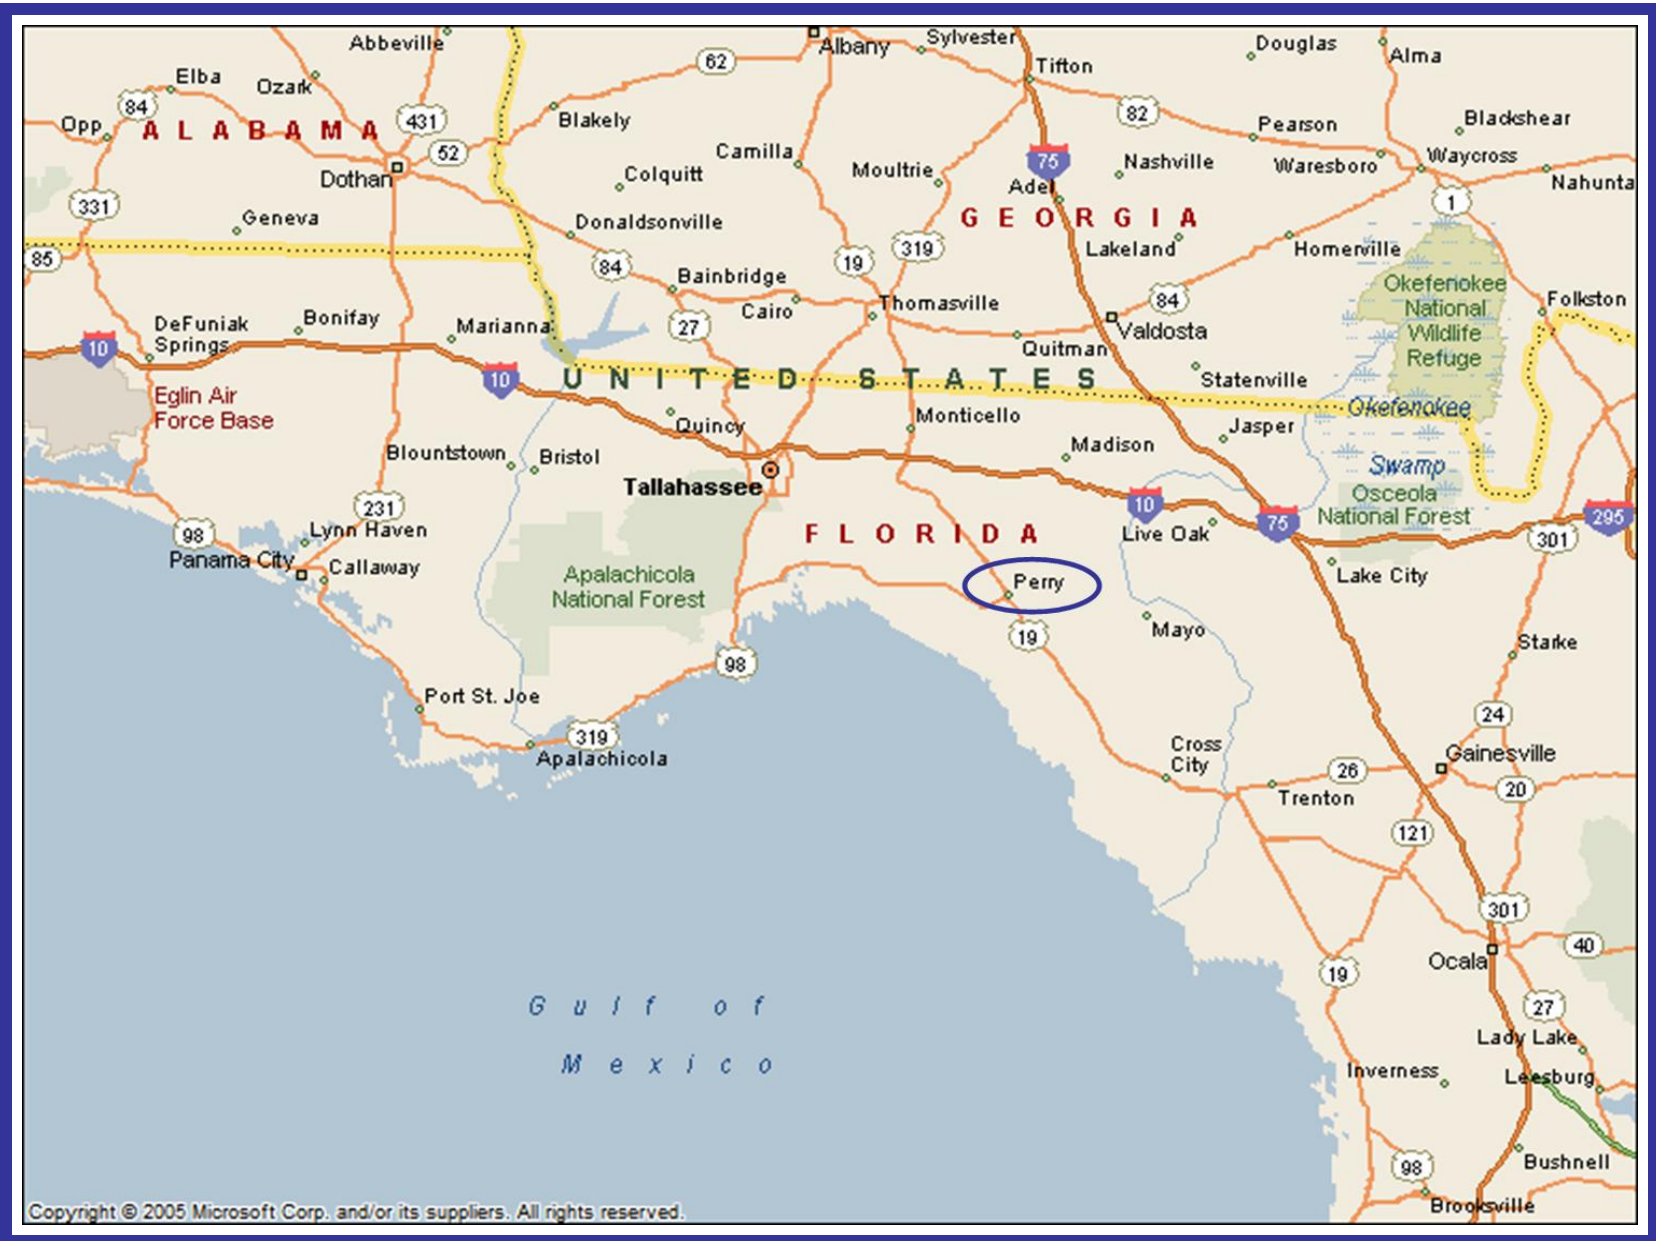 Abbeville
Albany
Sylvester
Douglas
Alma
Elba
Ozark
62
Tifton
84
Opp
A L A B A M A
431
Blakely
82
Pearson
Blackshear
52
Camilla
75
Nashville
Waresboro
Waycross
Dothan
Colquitt
Moultrie
Adel
Nahunta
331
Geneva
Donaldsonville
G E O R G I A
1
85
84
19
319
Lakeland
Homerville
Bainbridge
Cairo
Thomasville
84
Okefenokee
National
Wildlife
Refuge
Folkston
DeFuniak
Springs
Bonifay
Marianna
27
Valdosta
10
Quitman
10
U N I T E D S T A T E S
Statenville
Eglin Air
Force Base
Quincy
Monticello
Okefenokee
Swamp
Jasper
Blountstown
Bristol
Madison
Tallahassee
Osceola
National Forest
231
10
Live Oak
75
295
98
Lynn Haven
F L O R I D A
301
Panama City
Callaway
Apalachicola
National Forest
Perry
Lake City
19
Mayo
Starke
98
Port St. Joe
24
319
Apalachicola
Cross
City
Gainesville
26
Trenton
20
121
301
40
Ocala
19
Gulf of
Mexico
27
Lady Lake
Inverness
Leesburg
98
Bushnell
Brooksville
Copyright © 2005 Microsoft Corp. and/or its suppliers. All rights reserved.